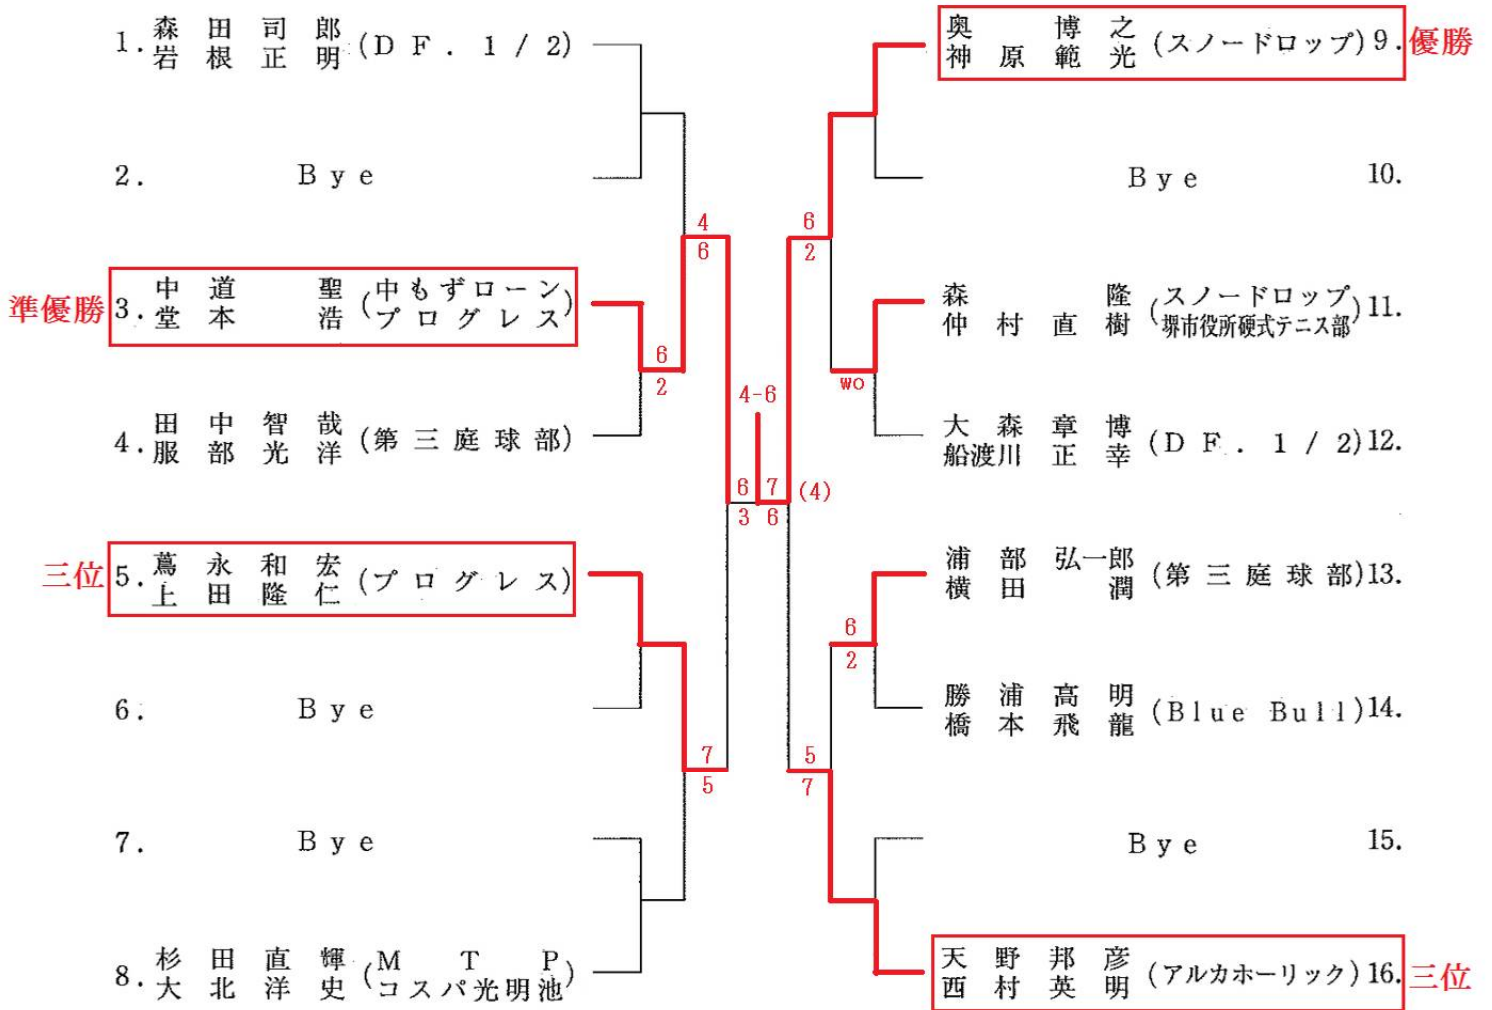 1. 森田司郎 (DF. 1/2)
岩根正明
2. Bye
準優勝
3. 中道聖 (中もずローン
堂本浩 プログレス)
4. 田中智哉 (第三庭球部)
服部光洋
三位
5. 蔦永和宏 (プログレス)
上田隆仁
6. Bye
7. Bye
8. 杉田直輝 (MTP
大北洋史 コスパ光明池)
4
6
6
2
7
5
6
3
4-6
7 (4)
6
6
2
wo
6
2
5
7
奥博之 (スノードロップ) 9. 優勝
神原範光
Bye 10.
森隆 (スノードロップ 11.
仲村直樹 堺市役所硬式テニス部)
大森章博 (DF. 1/2) 12.
船渡川正幸
浦部弘一郎 (第三庭球部) 13.
横田潤
勝浦高明 (Blue Bull) 14.
橋本飛龍
Bye 15.
天野邦彦 (アルカホーリック) 16. 三位
西村英明